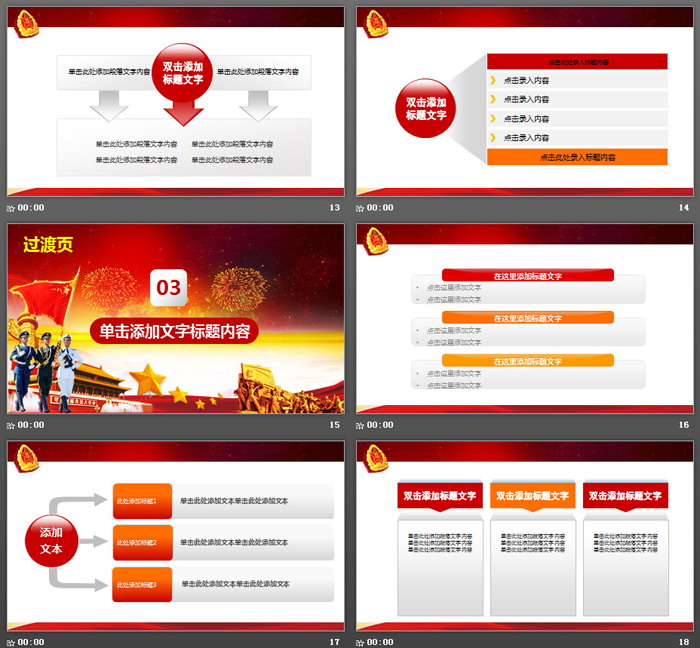 单击此处添加段落文字内容
双击添加
标题文字
单击此处添加段落文字内容
单击此处添加段落文字内容 单击此处添加段落文字内容
单击此处添加段落文字内容 单击此处添加段落文字内容
00:00 13
双击添加
标题文字
点击此处录入标题内容
点击录入内容
点击录入内容
点击录入内容
点击录入内容
点击此处录入标题内容
00:00 14
过渡页
03
单击添加文字标题内容
00:00 15
在这里添加标题文字
• 点击这里添加文字
• 点击这里添加文字
在这里添加标题文字
• 点击这里添加文字
• 点击这里添加文字
在这里添加标题文字
• 点击这里添加文字
• 点击这里添加文字
00:00 16
添加
文本
此处添加标题1
单击此处添加文本单击此处添加文本
此处添加标题2
单击此处添加文本单击此处添加文本
此处添加标题3
单击此处添加文本单击此处添加文本
00:00 17
双击添加标题文字
单击此处添加段落文字内容
单击此处添加段落文字内容
单击此处添加段落文字内容
双击添加标题文字
单击此处添加段落文字内容
单击此处添加段落文字内容
单击此处添加段落文字内容
双击添加标题文字
单击此处添加段落文字内容
单击此处添加段落文字内容
单击此处添加段落文字内容
00:00 18